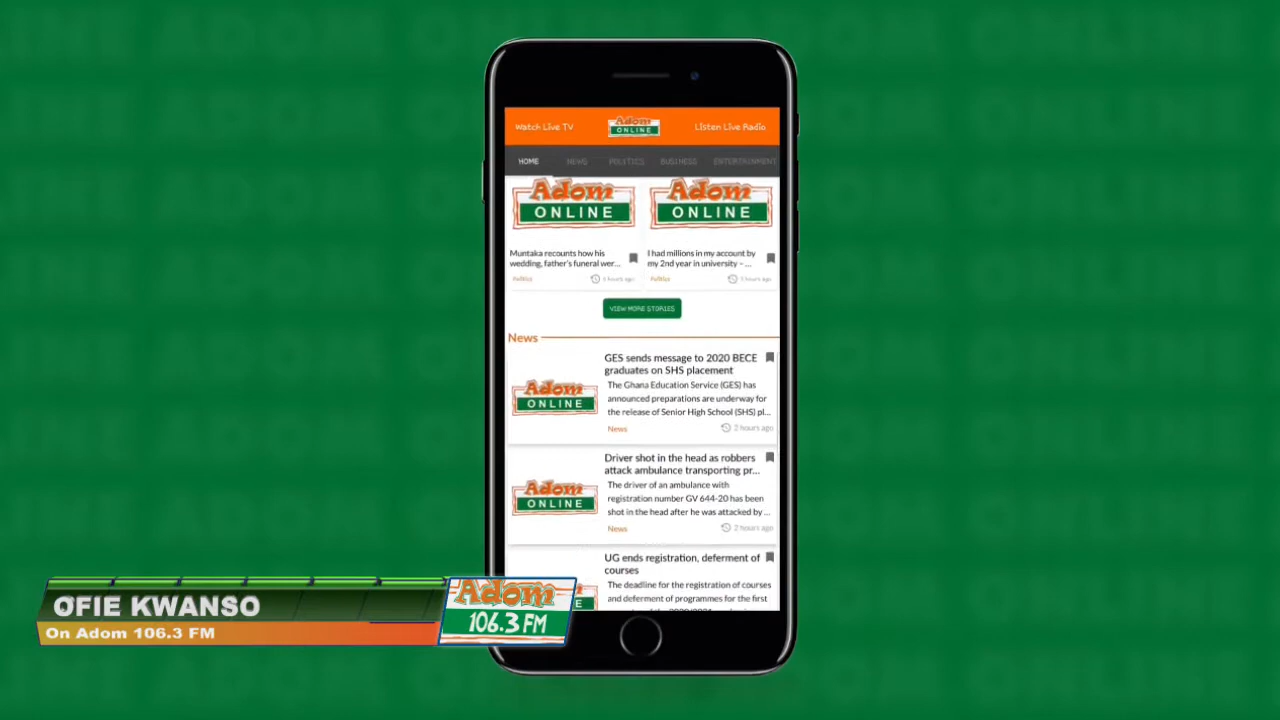 Watch Live TV
Adom
ONLINE
Listen Live Radio
HOME NEWS POLITICS BUSINESS ENTERTAINMENT
Adom
ONLINE
Adom
ONLINE
Muntaka recounts how his
wedding, father's funeral wer...
Politics
I had millions in my account by
my 2nd year in university – ...
Politics
VIEW MORE STORIES
News
GES sends message to 2020 BECE
graduates on SHS placement
Adom
ONLINE
The Ghana Education Service (GES) has
announced preparations are underway for
the release of Senior High School (SHS) pl...
News 2 hours ago
Driver shot in the head as robbers
attack ambulance transporting pr...
Adom
ONLINE
The driver of an ambulance with
registration number GV 644-20 has been
shot in the head after he was attacked by ...
News 2 hours ago
UG ends registration, deferment of
courses
The deadline for the registration of courses
and deferment of programmes for the first
OFIE KWANSO
On Adom 106.3 FM
Adom
106.3 FM